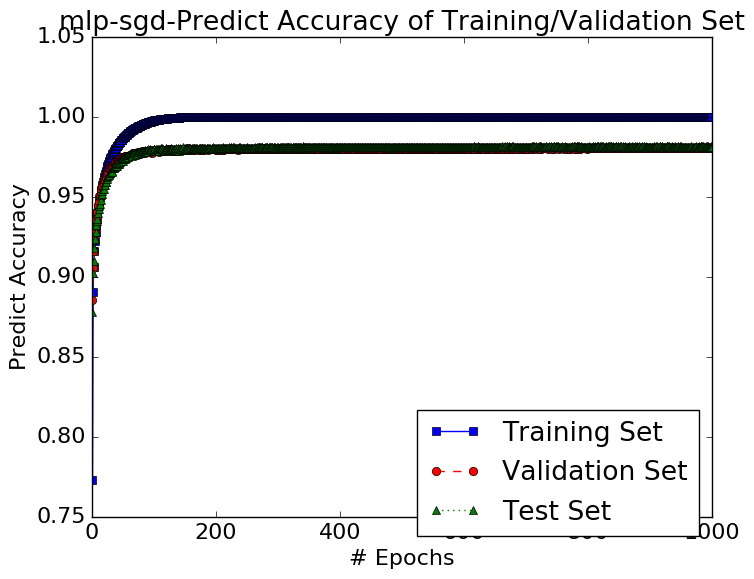 mlp-sgd-Predict Accuracy of Training/Validation Set
1.05
1.00
0.95
0.90
0.85
0.80
0.75
Predict Accuracy
Training Set
Validation Set
Test Set
0 200 400 1000
# Epochs